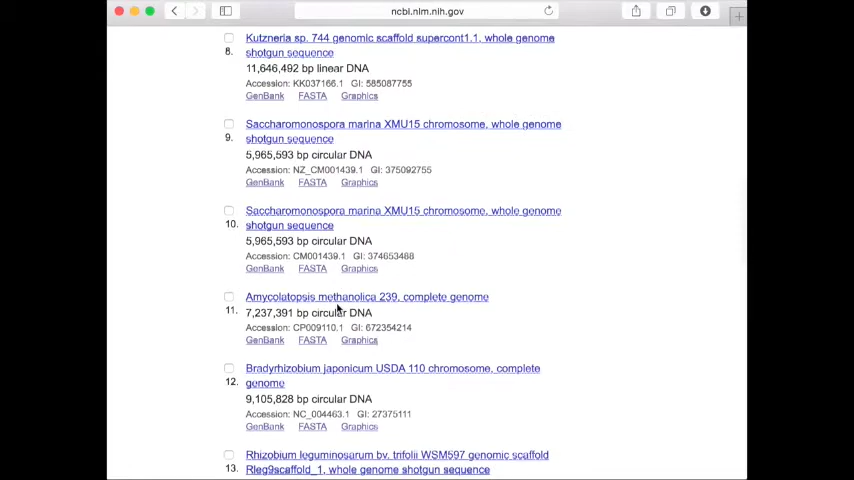 ncbi.nlm.nih.gov
Kutzneria sp. 744 genomic scaffold supercont1.1, whole genome
8. shotgun sequence
11,646,492 bp linear DNA
Accession: KK037166.1 GI: 585087755
GenBank FASTA Graphics
Saccharomonospora marina XMU15 chromosome, whole genome
9. shotgun sequence
5,965,593 bp circular DNA
Accession: NZ_CM001439.1 GI: 375092755
GenBank FASTA Graphics
Saccharomonospora marina XMU15 chromosome, whole genome
10. shotgun sequence
5,965,593 bp circular DNA
Accession: CM001439.1 GI: 374653488
GenBank FASTA Graphics
Amycolatopsis methanolica 239, complete genome
11. 7,237,391 bp circular DNA
Accession: CP009110.1 GI: 672354214
GenBank FASTA Graphics
Bradyrhizobium japonicum USDA 110 chromosome, complete
12. genome
9,105,828 bp circular DNA
Accession: NC_004463.1 GI: 27375111
GenBank FASTA Graphics
Rhizobium leguminosarum bv. trifolii WSM597 genomic scaffold
13. Rleg9scaffold_1, whole genome shotgun sequence